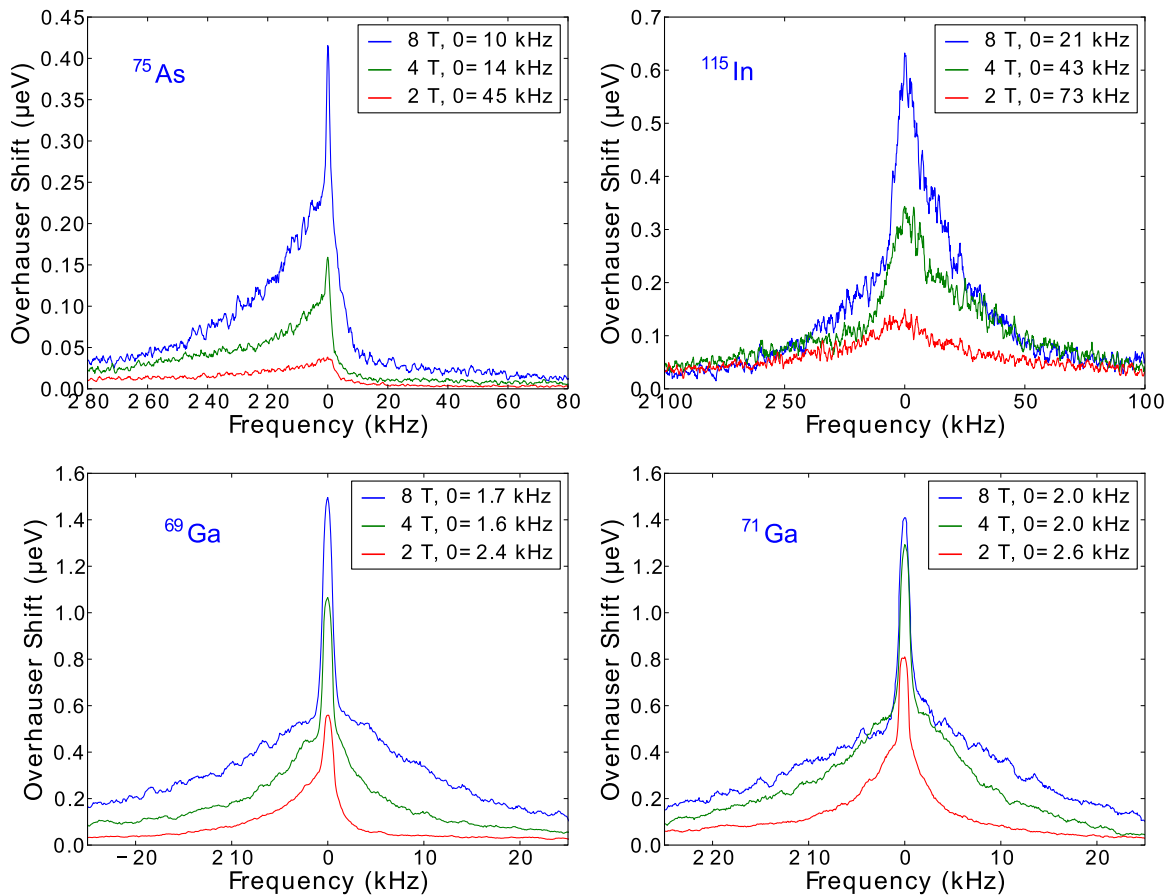 0.45
0.40
0.35
0.30
0.25
0.20
0.15
0.10
0.05
0.00
Overhauser Shift (µeV)
75As
8 T, 0=10 kHz
4 T, 0=14 kHz
2 T, 0=45 kHz
2 80 2 60 2 40 2 20 0 20 40 60 80
Frequency (kHz)
0.7
0.6
0.5
0.4
0.3
0.2
0.1
0.0
Overhauser Shift (µeV)
115In
8 T, 0=21 kHz
4 T, 0=43 kHz
2 T, 0=73 kHz
2 100 2 50 0 50 100
Frequency (kHz)
1.6
1.4
1.2
1.0
0.8
0.6
0.4
0.2
0.0
Overhauser Shift (µeV)
69Ga
8 T, 0=1.7 kHz
4 T, 0=1.6 kHz
2 T, 0=2.4 kHz
−20 2 10 0 10 20
Frequency (kHz)
1.6
1.4
1.2
1.0
0.8
0.6
0.4
0.2
0.0
Overhauser Shift (µeV)
71Ga
8 T, 0=2.0 kHz
4 T, 0=2.0 kHz
2 T, 0=2.6 kHz
2 20 2 10 0 10 20
Frequency (kHz)